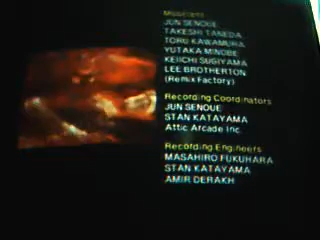 Musicians
JUN SENOUE
TAKESHI TANEDA
TORU KAWAMURA
YUTAKA MINOBE
KEIICHI SUGIYAMA
LEE BROTHERTON
(Remix Factory)
Recording Coordinators
JUN SENOUE
STAN KATAYAMA
Attic Arcade Inc.
Recording Engineers
MASAHIRO FUKUHARA
STAN KATAYAMA
AMIR DERAKH